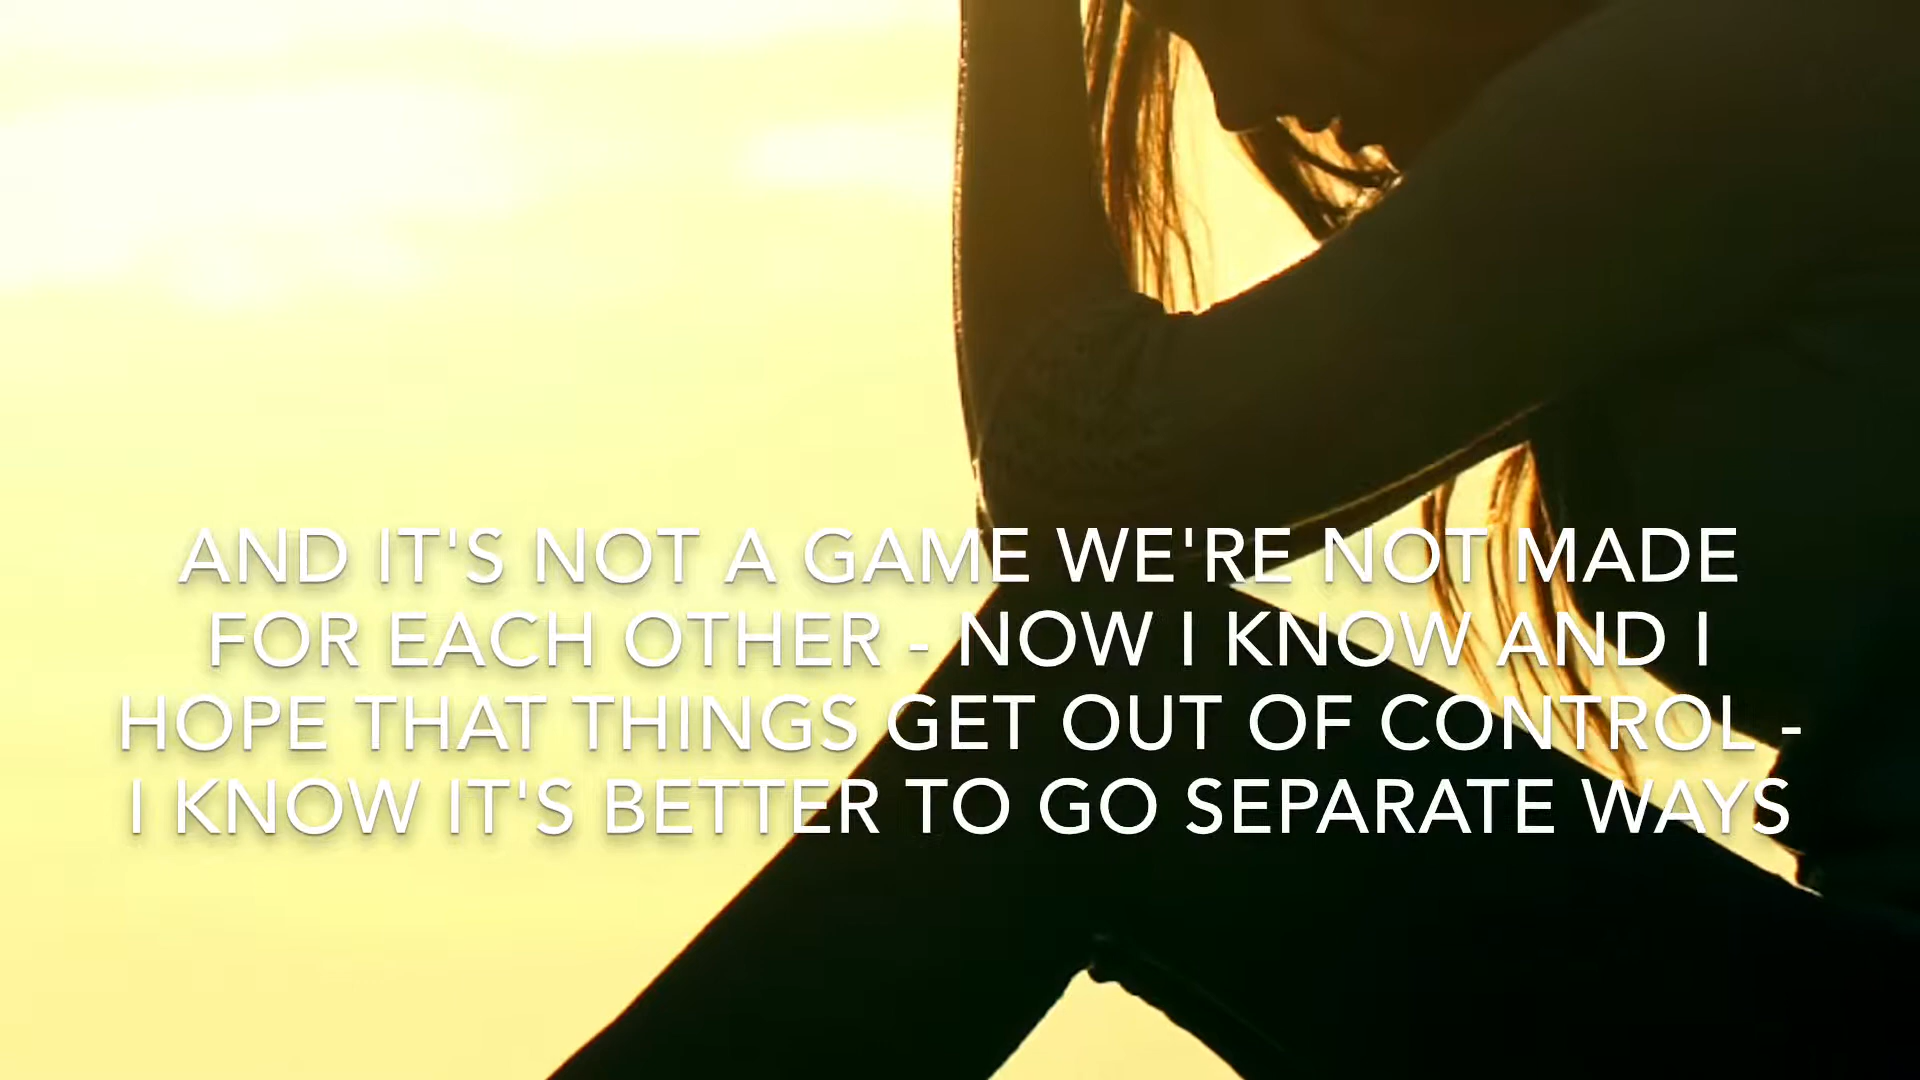 AND IT'S NOT A GAME WE'RE NOT MADE
FOR EACH OTHER - NOW I KNOW AND I
HOPE THAT THINGS GET OUT OF CONTROL -
I KNOW IT'S BETTER TO GO SEPARATE WAYS